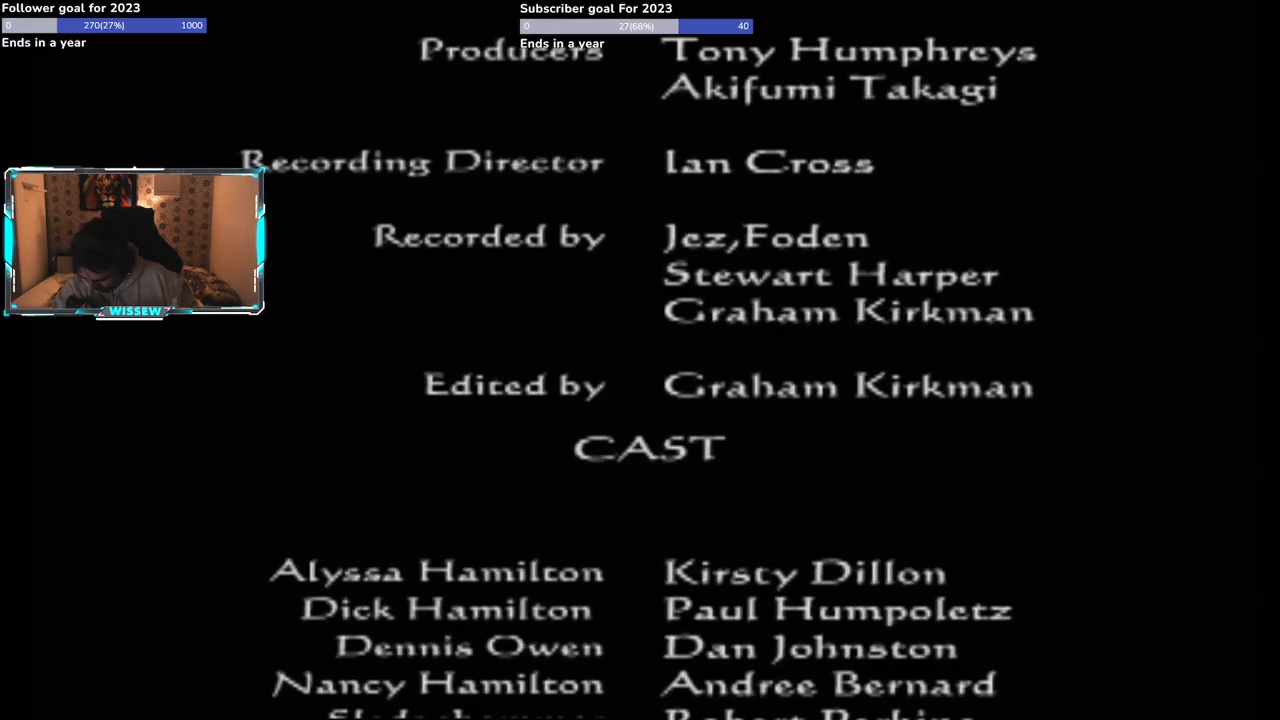 Follower goal for 2023
0 270(27%) 1000
Ends in a year
Subscriber goal For 2023
0 27(68%) 40
Ends in a year
Producers Tony Humphreys
Akifumi Takagi
Recording Director Ian Cross
Recorded by Jez,Foden
Stewart Harper
Graham Kirkman
WISSEW
Edited by Graham Kirkman
CAST
Alyssa Hamilton Kirsty Dillon
Dick Hamilton Paul Humpoletz
Dennis Owen Dan Johnston
Nancy Hamilton Andree Bernard